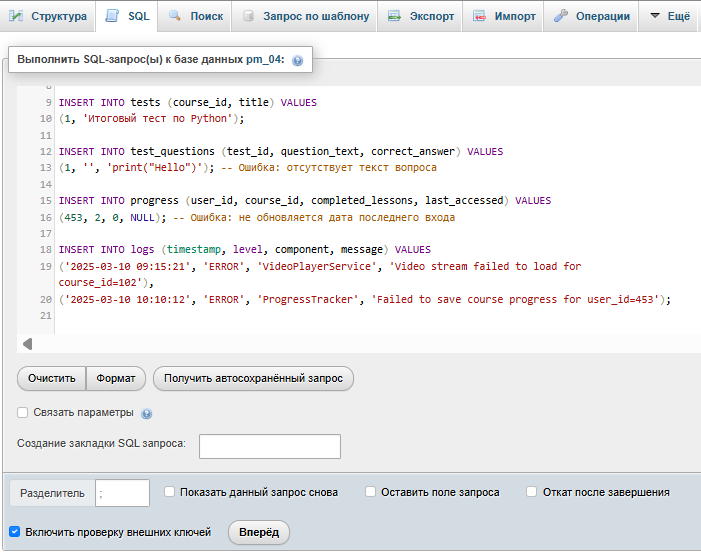 Структура SQL Поиск Запрос по шаблону Экспорт Импорт Операции Ещё
Выполнить SQL-запрос(ы) к базе данных pm_04:
8
9 INSERT INTO tests (course_id, title) VALUES
10 (1, 'Итоговый тест по Python');
11
12 INSERT INTO test_questions (test_id, question_text, correct_answer) VALUES
13 (1, '', 'print("Hello")'); -- Ошибка: отсутствует текст вопроса
14
15 INSERT INTO progress (user_id, course_id, completed_lessons, last_accessed) VALUES
16 (453, 2, 0, NULL); -- Ошибка: не обновляется дата последнего входа
17
18 INSERT INTO logs (timestamp, level, component, message) VALUES
19 ('2025-03-10 09:15:21', 'ERROR', 'VideoPlayerService', 'Video stream failed to load for
course_id=102'),
20 ('2025-03-10 10:10:12', 'ERROR', 'ProgressTracker', 'Failed to save course progress for user_id=453');
21
Очистить Формат Получить автосохранённый запрос
Связать параметры
Создание закладки SQL запроса:
Разделитель ; Показать данный запрос снова Оставить поле запроса Откат после завершения
Включить проверку внешних ключей Вперёд